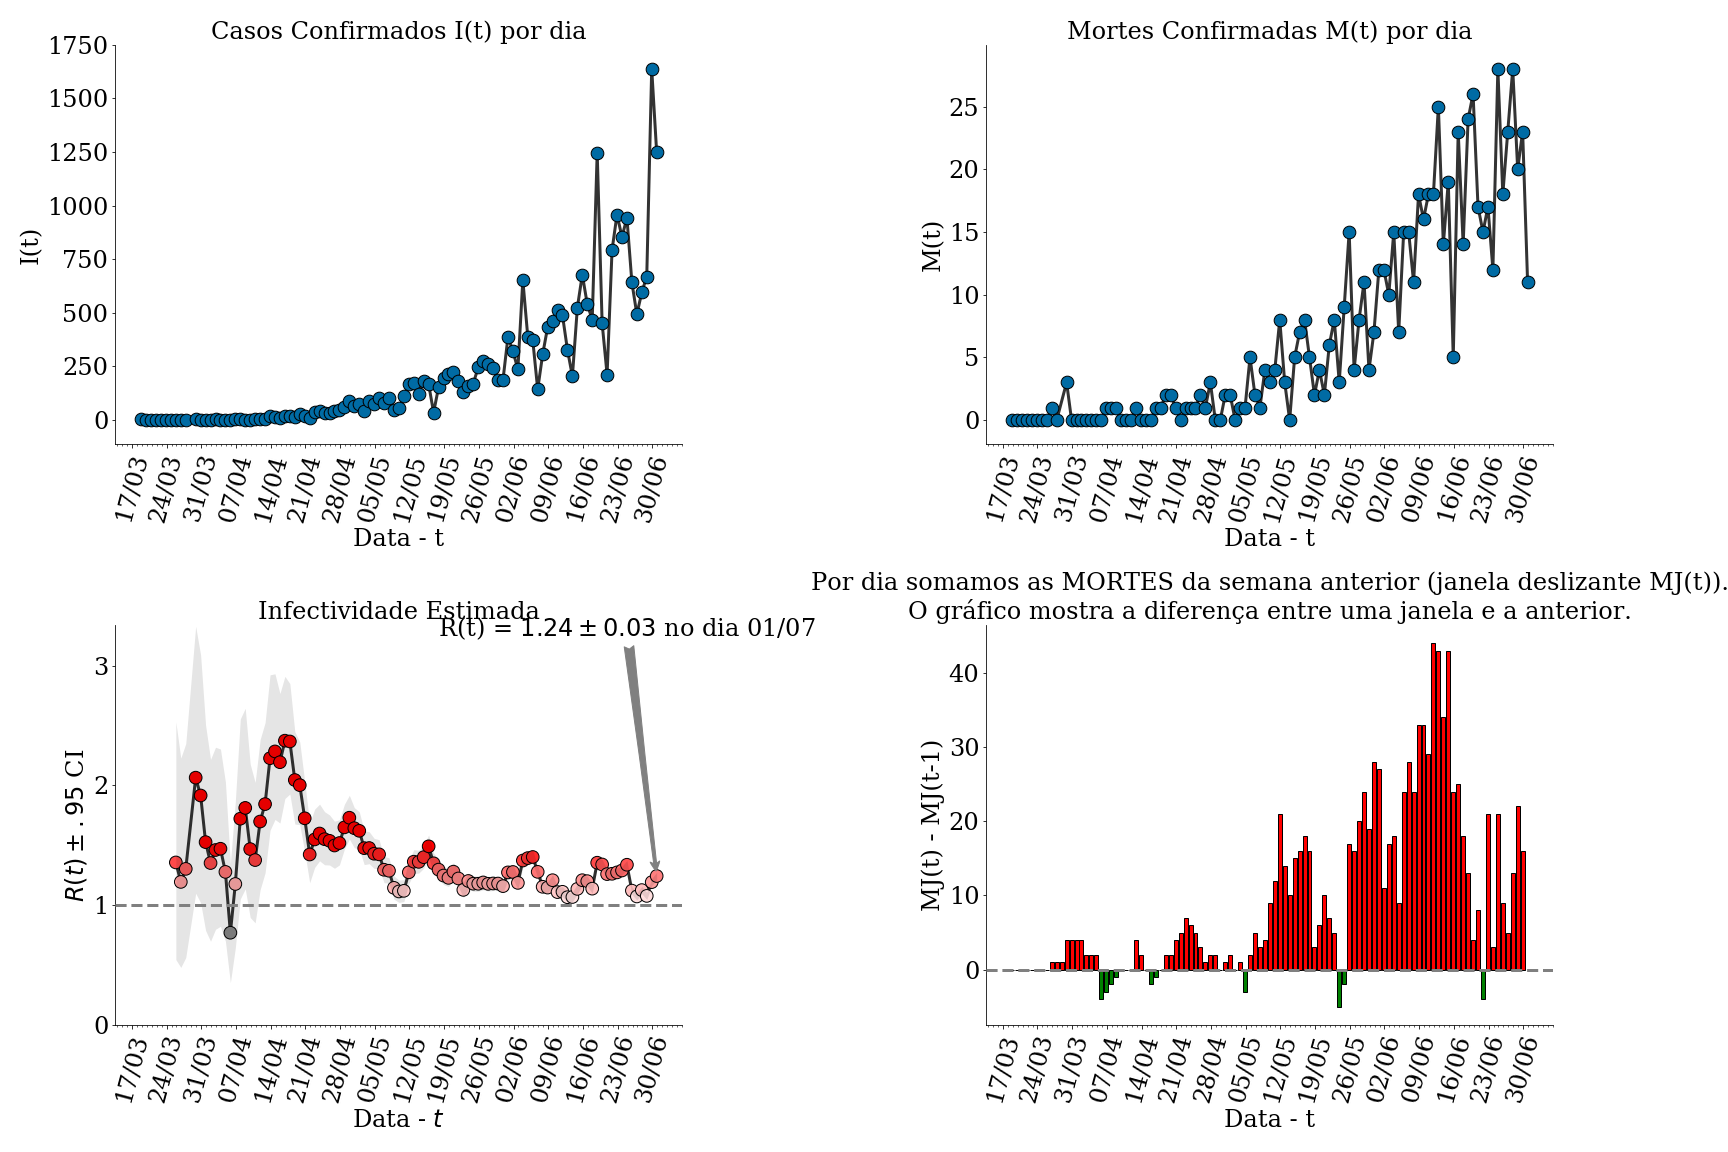 Casos Confirmados I(t) por dia
1750
1500
1250
1000
750
500
250
0
I(t)
17/03 24/03 31/03 07/04 14/04 21/04 28/04 05/05 12/05 19/05 26/05 02/06 09/06 16/06 23/06 30/06
Data - t
Mortes Confirmadas M(t) por dia
25
20
15
10
5
0
M(t)
17/03 24/03 31/03 07/04 14/04 21/04 28/04 05/05 12/05 19/05 26/05 02/06 09/06 16/06 23/06 30/06
Data - t
Infectividade Estimada
R(t) = 1.24 ± 0.03 no dia 01/07
3
2
1
0
R(t) ± .95 CI
17/03 24/03 31/03 07/04 14/04 21/04 28/04 05/05 12/05 19/05 26/05 02/06 09/06 16/06 23/06 30/06
Data - t
Por dia somamos as MORTES da semana anterior (janela deslizante MJ(t)).
O gráfico mostra a diferença entre uma janela e a anterior.
40
30
20
10
0
MJ(t) - MJ(t-1)
17/03 24/03 31/03 07/04 14/04 21/04 28/04 05/05 12/05 19/05 26/05 02/06 09/06 16/06 23/06 30/06
Data - t